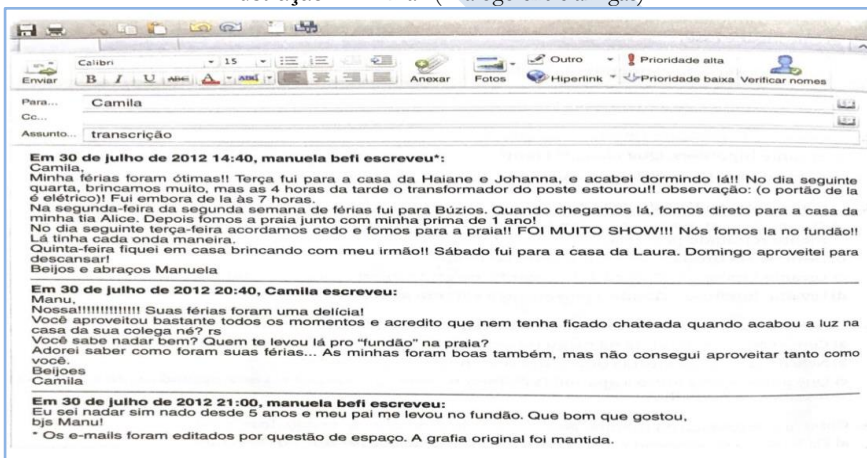 Calibri 15 Outro Prioridade alta
Enviar B I U ABC A Anexar Fotos Hiperlink Prioridade baixa Verificar nomes
Para... Camila
Cc...
Assunto... transcrição
Em 30 de julho de 2012 14:40, manuela befi escreveu*:
Camila,
Minha férias foram ótimas!! Terça fui para a casa da Haiane e Johanna, e acabei dormindo lá!! No dia seguinte
quarta, brincamos muito, mas as 4 horas da tarde o transformador do poste estourou!! observação: (o portão de la
é elétrico)! Fui embora de la às 7 horas.
Na segunda-feira da segunda semana de férias fui para Búzios. Quando chegamos lá, fomos direto para a casa da
minha tia Alice. Depois fomos a praia junto com minha prima de 1 ano!
No dia seguinte terça-feira acordamos cedo e fomos para a praia!! FOI MUITO SHOW!!! Nós fomos la no fundão!!
Lá tinha cada onda maneira.
Quinta-feira fiquei em casa brincando com meu irmão!! Sábado fui para a casa da Laura. Domingo aproveitei para
descansar!
Beijos e abraços Manuela
Em 30 de julho de 2012 20:40, Camila escreveu:
Manu,
Nossa!!!!!!!!!!!!!! Suas férias foram uma delícia!
Você aproveitou bastante todos os momentos e acredito que nem tenha ficado chateada quando acabou a luz na
casa da sua colega né? rs
Você sabe nadar bem? Quem te levou lá pro "fundão" na praia?
Adorei saber como foram suas férias... As minhas foram boas também, mas não consegui aproveitar tanto como
você.
Beijoes
Camila
Em 30 de julho de 2012 21:00, manuela befi escreveu:
Eu sei nadar sim nado desde 5 anos e meu pai me levou no fundão. Que bom que gostou,
bjs Manu!
* Os e-mails foram editados por questão de espaço. A grafia original foi mantida.